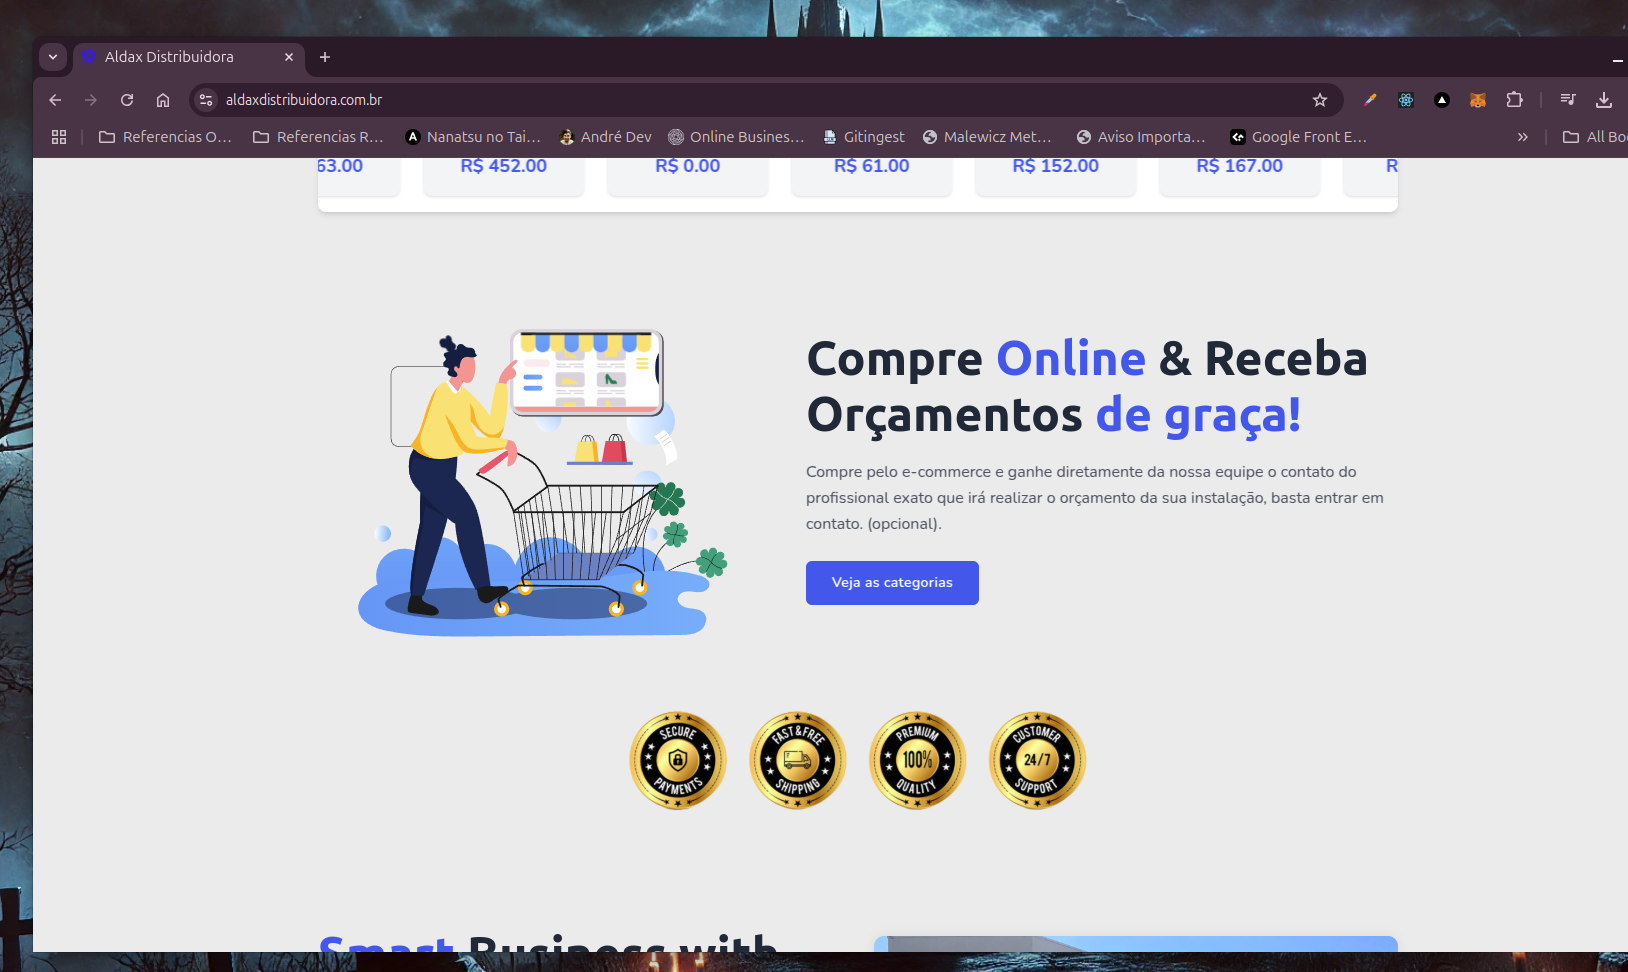 Aldax Distribuidora
aldaxdistribuidora.com.br
Referencias O... Referencias R... Nanatsu no Tai... André Dev Online Busines... Gitingest Malewicz Met... Aviso Importa... Google Front E... All Boo
63.00 R$ 452.00 R$ 0.00 R$ 61.00 R$ 152.00 R$ 167.00 R
Compre Online & Receba
Orçamentos de graça!
Compre pelo e-commerce e ganhe diretamente da nossa equipe o contato do
profissional exato que irá realizar o orçamento da sua instalação, basta entrar em
contato. (opcional).
Veja as categorias
SECURE
PAYMENTS
FAST & FREE
SHIPPING
PREMIUM
100%
QUALITY
CUSTOMER
24/7
SUPPORT
Smart Business with